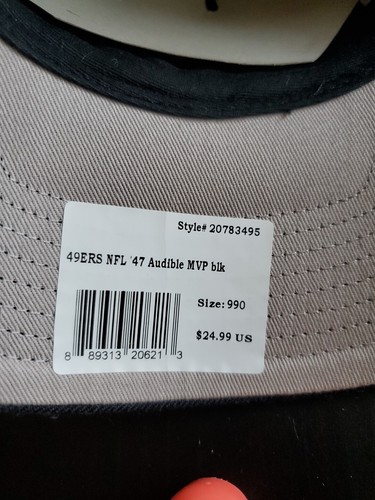 Style# 20783495
49ERS NFL '47 Audible MVP blk
Size: 990
$24.99 US
8 89313 20621 3